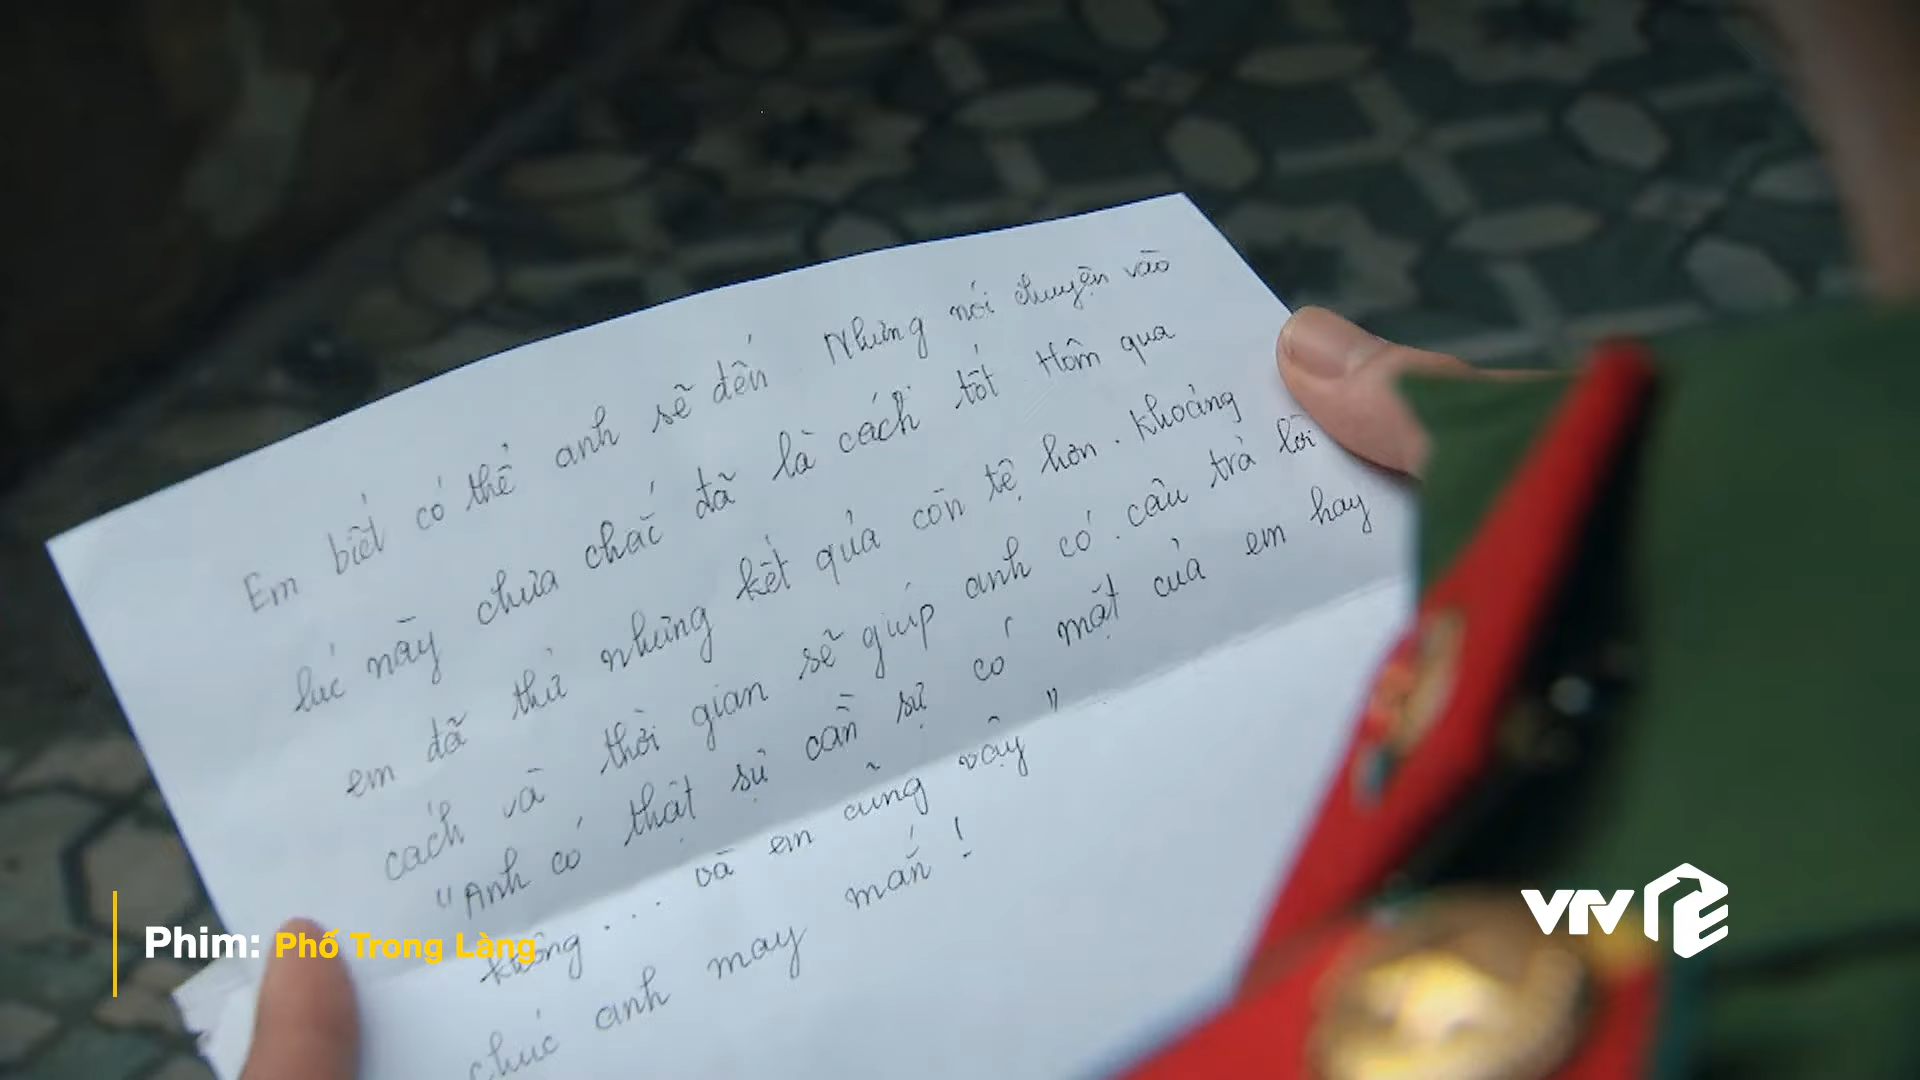 Em biết có thể anh sẽ đến. Nhưng nói chuyện vào
lúc này chưa chắc đã là cách tốt Hôm qua
em đã thử những kết quả còn tệ hơn. Khoảng
cách và thời gian sẽ giúp anh có câu trả lời
"Anh có thật sự cần sự có mặt của em hay
không... và em cũng vậy"
chúc anh may mắn!
Phim: Phố Trong Làng
VTV